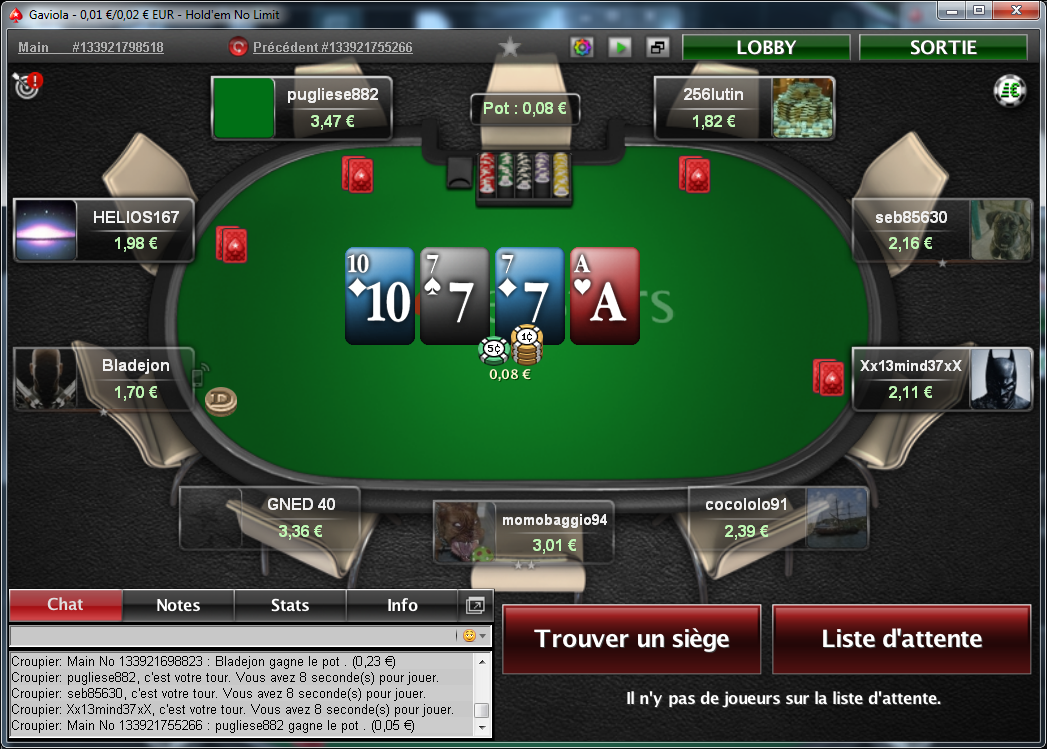 Gaviola - 0,01 €/0,02 € EUR - Hold'em No Limit
Main #133921798518
Précédent #133921755266
LOBBY
SORTIE
pugliese882
3,47 €
Pot : 0,08 €
256lutin
1,82 €
HELIOS167
1,98 €
seb85630
2,16 €
10
10
7
7
7
7
A
A
s
5¢
1¢
0,08 €
Bladejon
1,70 €
D
Xx13mind37xX
2,11 €
GNED 40
3,36 €
momobaggio94
3,01 €
cocololo91
2,39 €
Chat
Notes
Stats
Info
Trouver un siège
Liste d'attente
Croupier: Main No 133921698823 : Bladejon gagne le pot . (0,23 €)
Croupier: pugliese882, c'est votre tour. Vous avez 8 seconde(s) pour jouer.
Croupier: seb85630, c'est votre tour. Vous avez 8 seconde(s) pour jouer.
Croupier: Xx13mind37xX, c'est votre tour. Vous avez 8 seconde(s) pour jouer.
Croupier: Main No 133921755266 : pugliese882 gagne le pot . (0,05 €)
Il n'y pas de joueurs sur la liste d'attente.